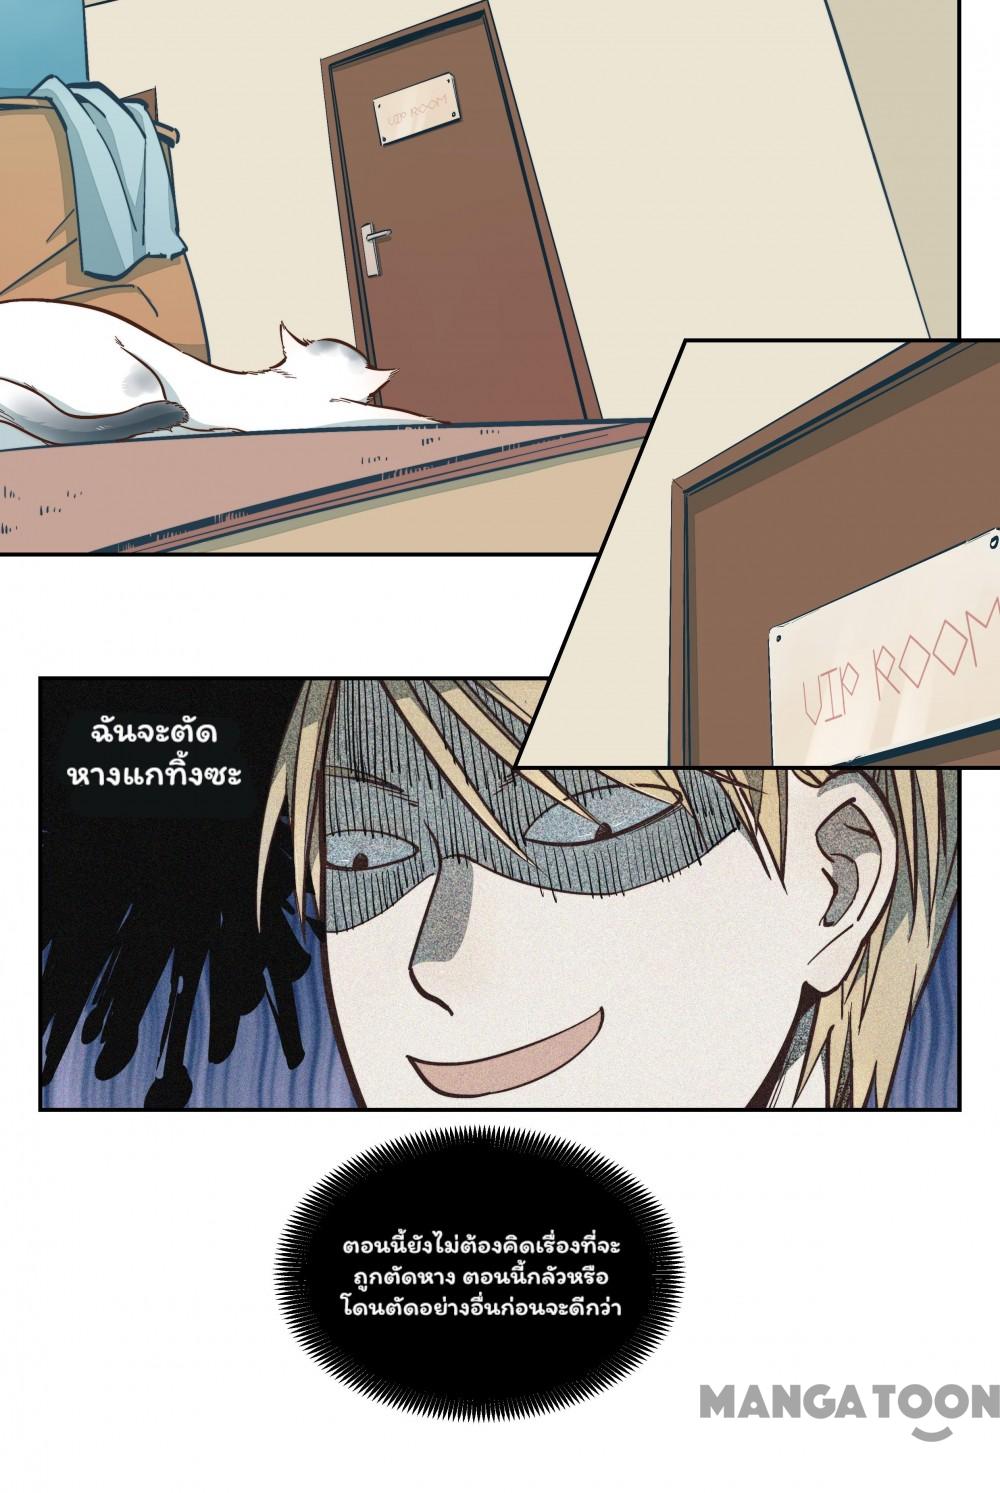 VIP ROOM
VIP ROOM
ฉันจะตัด
หางแกทิ้งซะ
ตอนนี้ยังไม่ต้องคิดเรื่องที่จะ
ถูกตัดหาง ตอนนี้กลัวหรือ
โดนตัดอย่างอื่นก่อนจะดีกว่า
MANGATOON